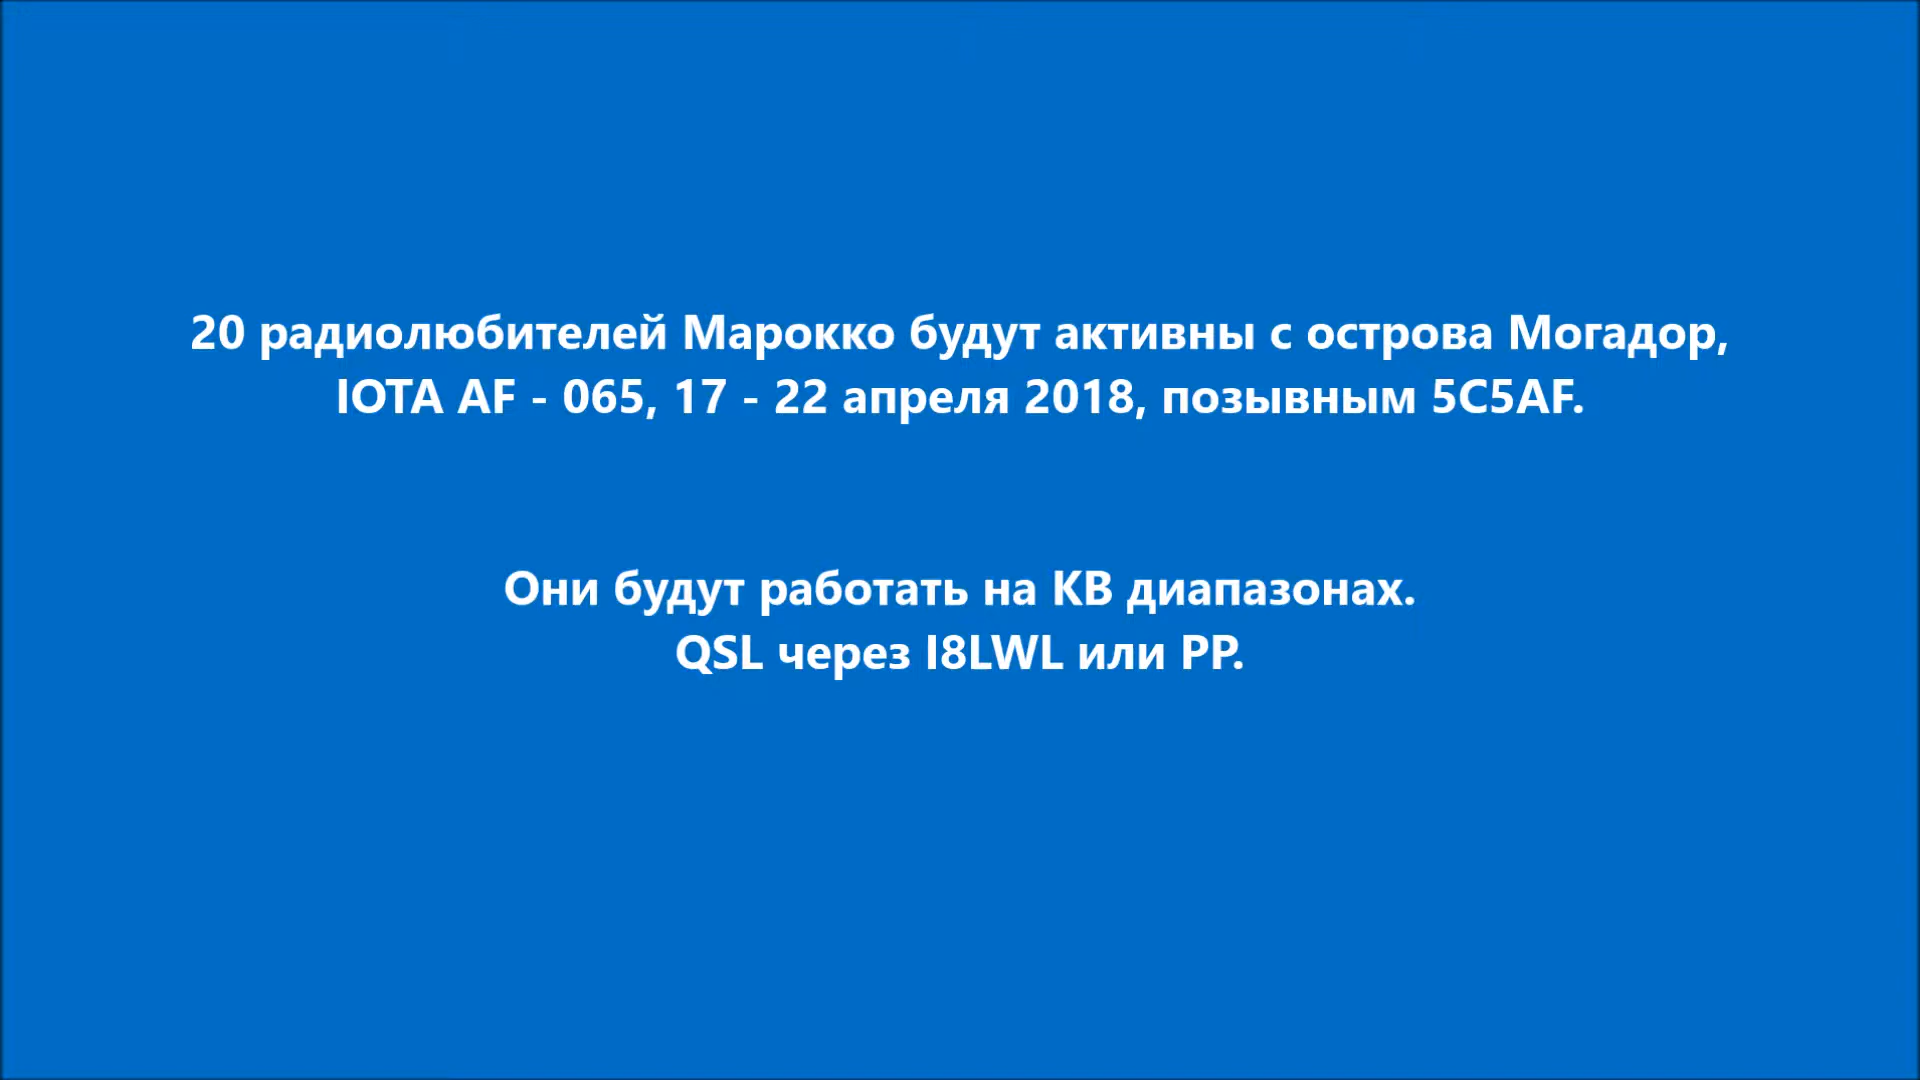 20 радиолюбителей Марокко будут активны с острова Могадор,
IOTA AF - 065, 17 - 22 апреля 2018, позывным 5C5AF.
Они будут работать на КВ диапазонах.
QSL через I8LWL или РР.